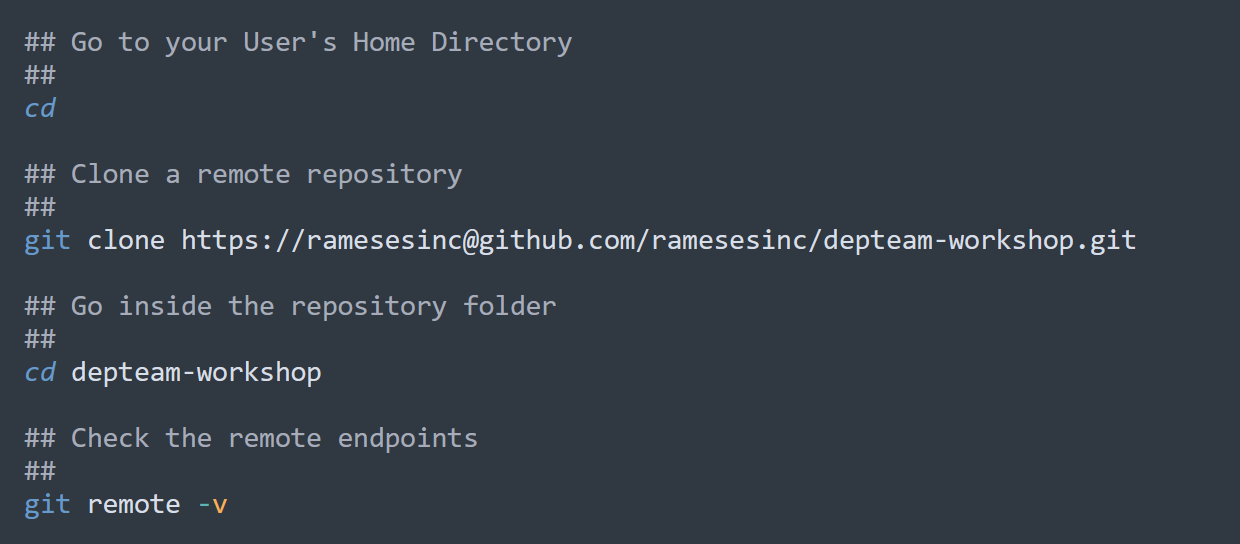 ## Go to your User's Home Directory
##
cd
## Clone a remote repository
##
git clone https://ramesesinc@github.com/ramesesinc/depteam-workshop.git
## Go inside the repository folder
##
cd depteam-workshop
## Check the remote endpoints
##
git remote -v